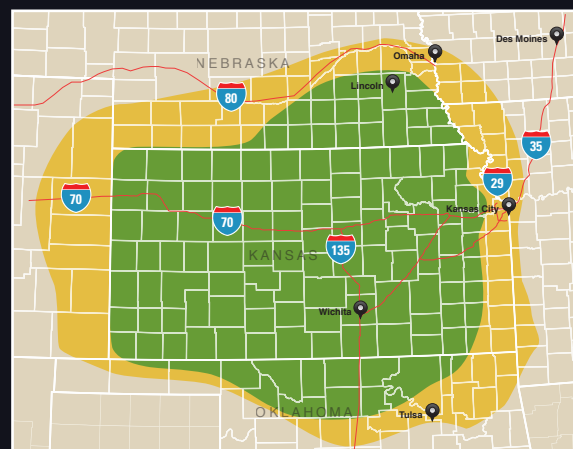 Des Moines
NEBRASKA
Omaha
Lincoln
80
35
29
70
Kansas City
70
KANSAS
135
Wichita
OKLAHOMA
Tulsa